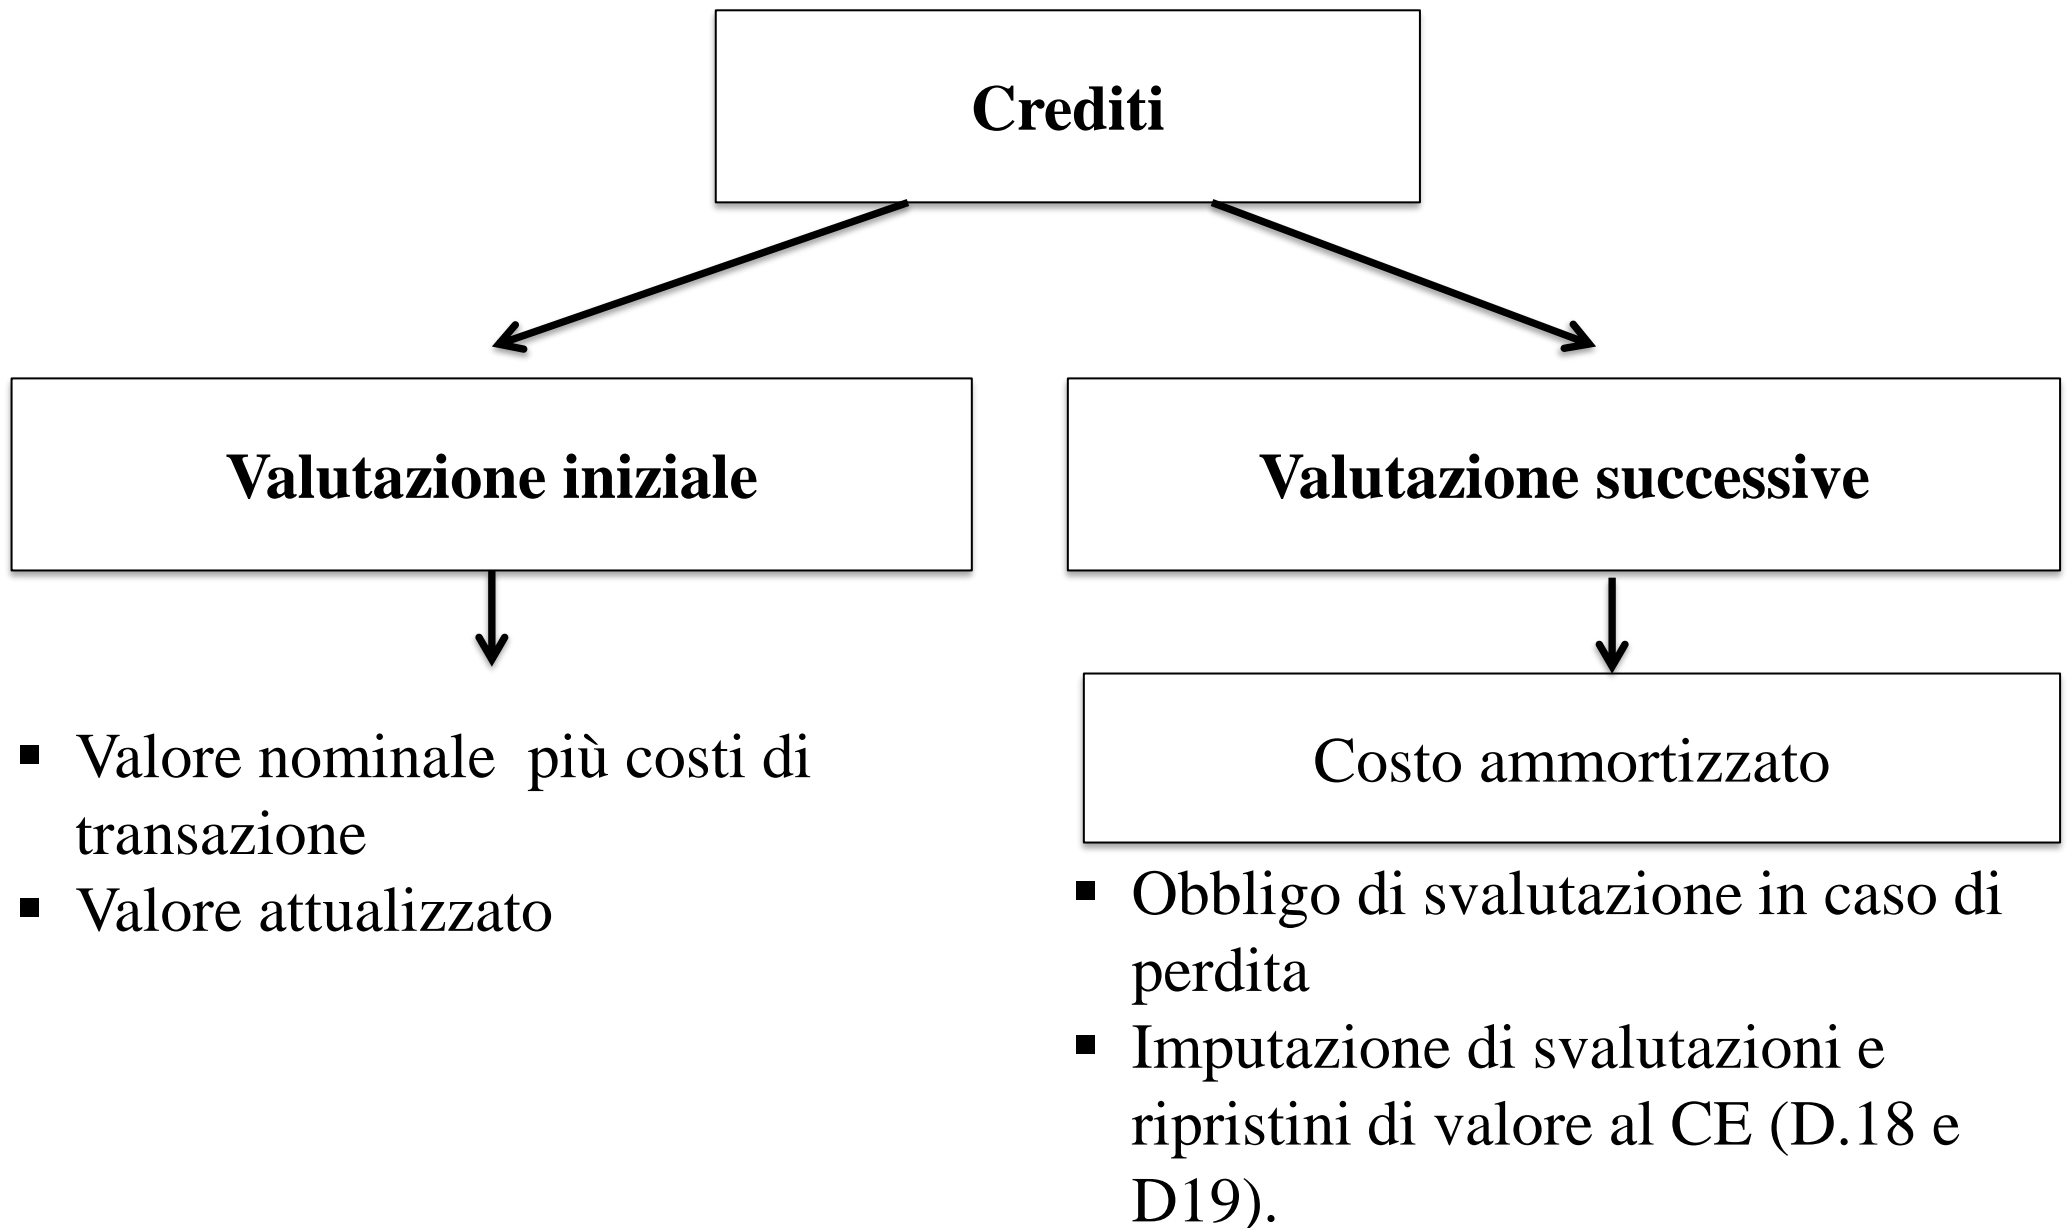 Crediti
Valutazione iniziale
Valutazione successive
▪ Valore nominale  più costi di
transazione
▪ Valore attualizzato
Costo ammortizzato
▪ Obbligo di svalutazione in caso di
perdita
▪ Imputazione di svalutazioni e
ripristini di valore al CE (D.18 e
D19).